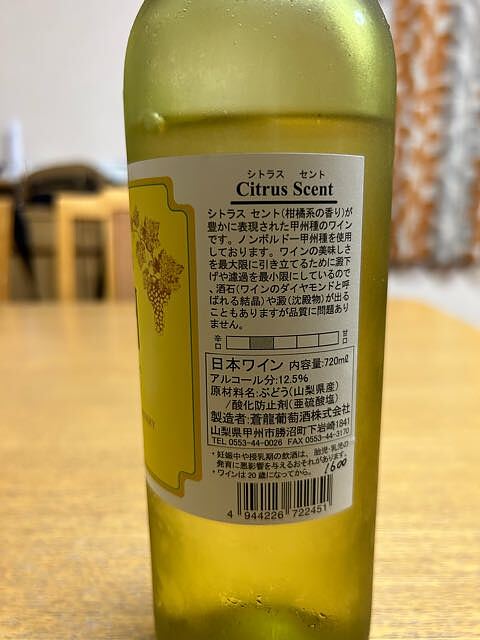 シトラス セント
Citrus Scent
シトラス セント(柑橘系の香り)が
豊かに表現された甲州種のワイン
です。ノンボルドー甲州種を使用
しております。ワインの美味しさ
を最大限に引き立てるために澱下
げや濾過を最小限にしているので
、酒石(ワインのダイヤモンドと呼
ばれる結晶)や澱(沈殿物)が出る
こともありますが品質に問題あり
ません。
辛口 甘口
日本ワイン 内容量:720mℓ
アルコール分:12.5%
原材料名:ぶどう(山梨県産)
/酸化防止剤(亜硫酸塩)
製造者:蒼龍葡萄酒株式会社
山梨県甲州市勝沼町下岩崎1841
TEL 0553-44-0026 FAX 0553-44-3170
・妊娠中や授乳期の飲酒は、胎児・乳児の
発育に悪影響を与えるおそれがあります。
・ワインは20歳になってから。
1600
4 944226 722451